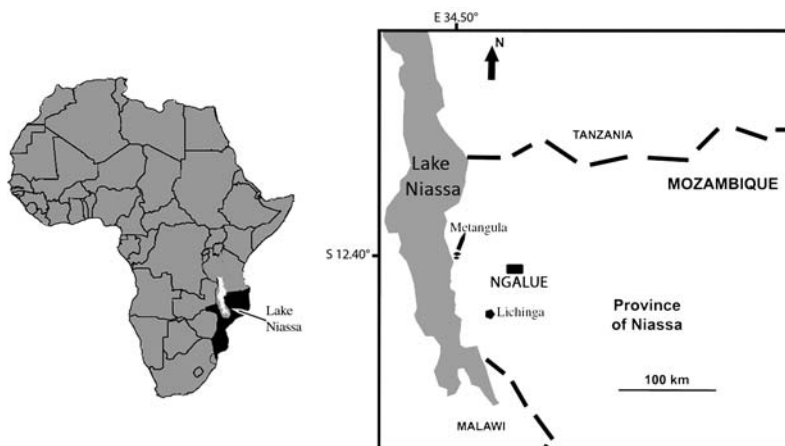 E 34.50°
N
TANZANIA
Lake
Niassa
MOZAMBIQUE
Metangula
S 12.40°
NGALUE
Lake
Niassa
Lichinga
Province
of Niassa
100 km
MALAWI